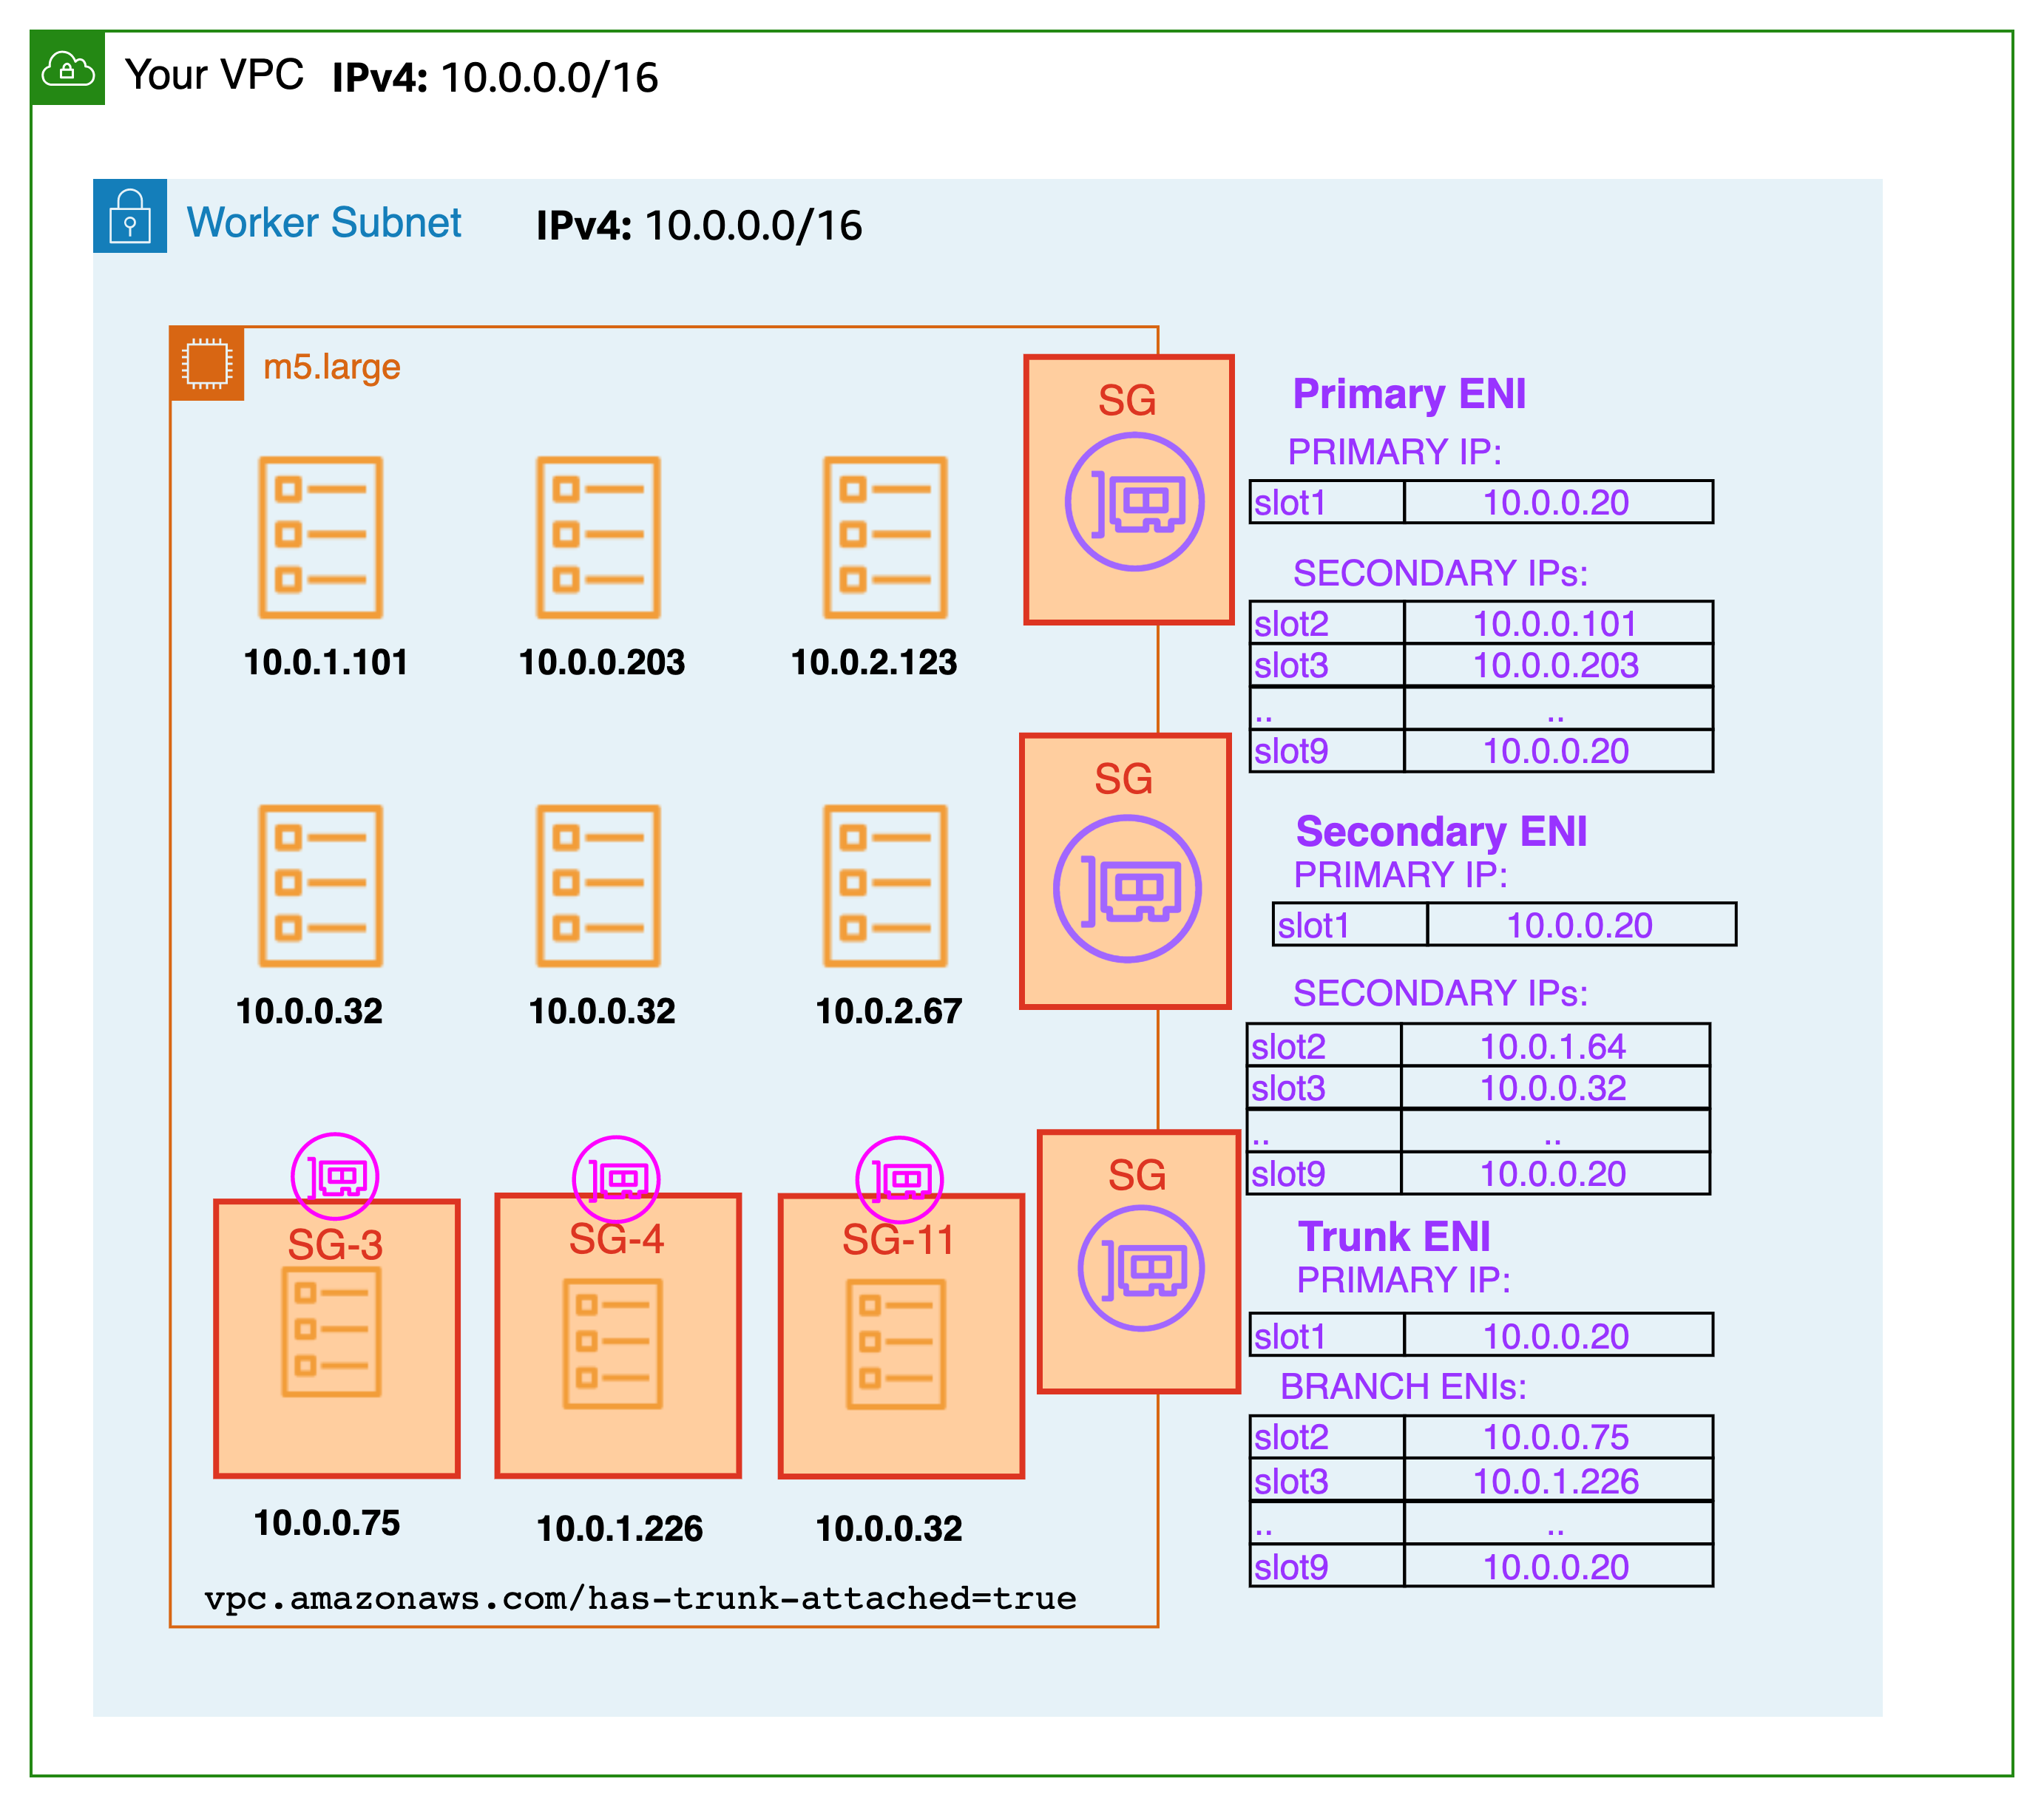 Your VPC IPv4: 10.0.0.0/16
Worker Subnet IPv4: 10.0.0.0/16
m5.large
10.0.1.101 10.0.0.203 10.0.2.123
10.0.0.32 10.0.0.32 10.0.2.67
SG-3 SG-4 SG-11
10.0.0.75 10.0.1.226 10.0.0.32
vpc.amazonaws.com/has-trunk-attached=true
SG
Primary ENI
PRIMARY IP:
slot1 10.0.0.20
SECONDARY IPs:
slot2 10.0.0.101
slot3 10.0.0.203
.. ..
slot9 10.0.0.20
SG
Secondary ENI
PRIMARY IP:
slot1 10.0.0.20
SECONDARY IPs:
slot2 10.0.1.64
slot3 10.0.0.32
.. ..
slot9 10.0.0.20
SG
Trunk ENI
PRIMARY IP:
slot1 10.0.0.20
BRANCH ENIs:
slot2 10.0.0.75
slot3 10.0.1.226
.. ..
slot9 10.0.0.20